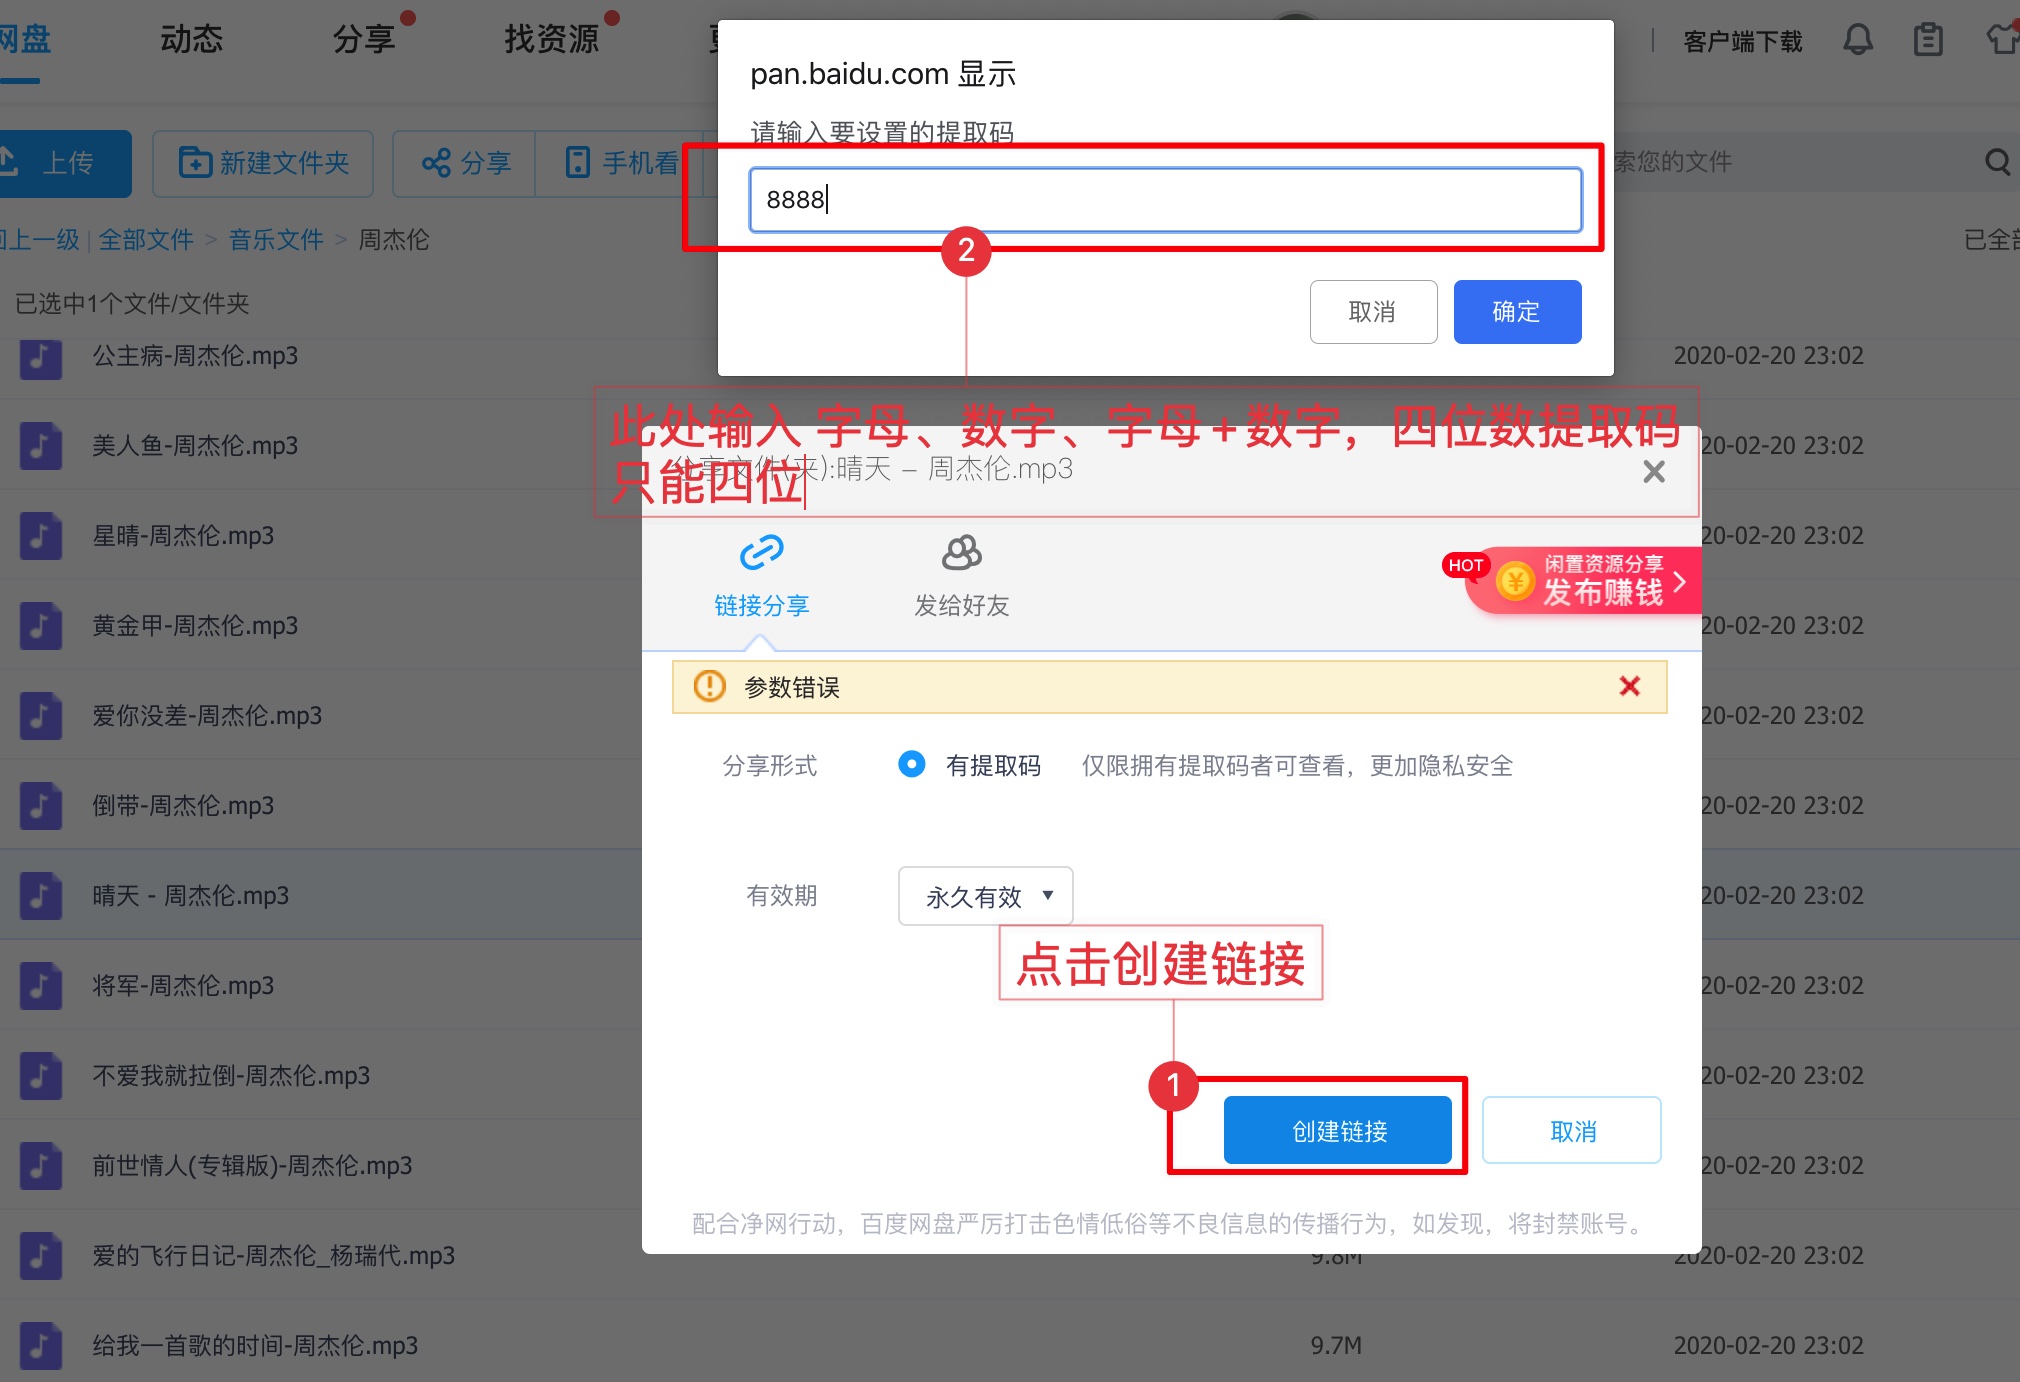 网盘
动态
分享
找资源
客户端下载
pan.baidu.com 显示
请输入要设置的提取码
8888
取消
确定
2
上传
新建文件夹
分享
手机看
索您的文件
回上一级 | 全部文件 > 音乐文件 > 周杰伦
已全部
已选中1个文件/文件夹
公主病-周杰伦.mp3
2020-02-20 23:02
此处输入 字母、数字、字母+数字，四位数提取码
只能四位
美人鱼-周杰伦.mp3
20-02-20 23:02
分享文件(夹):晴天 – 周杰伦.mp3
星晴-周杰伦.mp3
20-02-20 23:02
链接分享
发给好友
HOT
闲置资源分享
发布赚钱
黄金甲-周杰伦.mp3
20-02-20 23:02
参数错误
爱你没差-周杰伦.mp3
20-02-20 23:02
分享形式
有提取码
仅限拥有提取码者可查看，更加隐私安全
倒带-周杰伦.mp3
20-02-20 23:02
晴天 - 周杰伦.mp3
20-02-20 23:02
有效期
永久有效
点击创建链接
将军-周杰伦.mp3
20-02-20 23:02
不爱我就拉倒-周杰伦.mp3
20-02-20 23:02
1
创建链接
取消
前世情人(专辑版)-周杰伦.mp3
20-02-20 23:02
配合净网行动，百度网盘严厉打击色情低俗等不良信息的传播行为，如发现，将封禁账号。
爱的飞行日记-周杰伦_杨瑞代.mp3
9.8M
2020-02-20 23:02
给我一首歌的时间-周杰伦.mp3
9.7M
2020-02-20 23:02